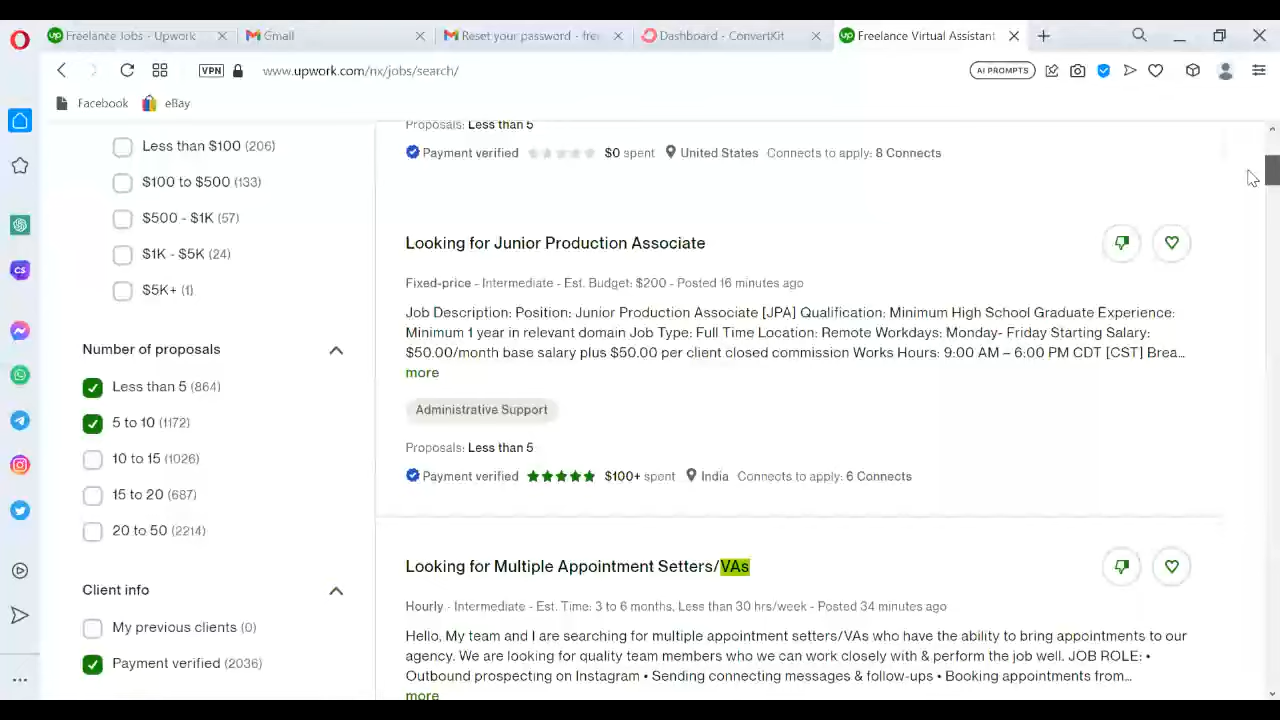 Freelance Jobs - Upwork
Gmail
Reset your password - free
Dashboard - ConvertKit
Freelance Virtual Assistant
VPN
www.upwork.com/nx/jobs/search/
AI PROMPTS
Facebook
eBay
Less than $100 (206)
$100 to $500 (133)
$500 - $1K (57)
$1K - $5K (24)
$5K+ (1)
Number of proposals
Less than 5 (864)
5 to 10 (1172)
10 to 15 (1026)
15 to 20 (687)
20 to 50 (2214)
Client info
My previous clients (0)
Payment verified (2036)
Proposals: Less than 5
Payment verified $0 spent United States Connects to apply: 8 Connects
Looking for Junior Production Associate
Fixed-price - Intermediate - Est. Budget: $200 - Posted 16 minutes ago
Job Description: Position: Junior Production Associate [JPA] Qualification: Minimum High School Graduate Experience:
Minimum 1 year in relevant domain Job Type: Full Time Location: Remote Workdays: Monday- Friday Starting Salary:
$50.00/month base salary plus $50.00 per client closed commission Works Hours: 9:00 AM – 6:00 PM CDT [CST] Brea...
more
Administrative Support
Proposals: Less than 5
Payment verified $100+ spent India Connects to apply: 6 Connects
Looking for Multiple Appointment Setters/VAs
Hourly - Intermediate - Est. Time: 3 to 6 months, Less than 30 hrs/week - Posted 34 minutes ago
Hello, My team and I are searching for multiple appointment setters/VAs who have the ability to bring appointments to our
agency. We are looking for quality team members who we can work closely with & perform the job well. JOB ROLE: •
Outbound prospecting on Instagram • Sending connecting messages & follow-ups • Booking appointments from...
more